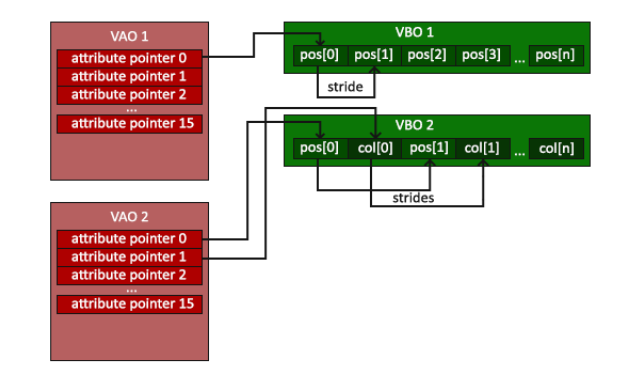 VAO 1
attribute pointer 0
attribute pointer 1
attribute pointer 2
...
attribute pointer 15
VBO 1
pos[0] pos[1] pos[2] pos[3] ... pos[n]
stride
VBO 2
pos[0] col[0] pos[1] col[1] ... col[n]
strides
VAO 2
attribute pointer 0
attribute pointer 1
attribute pointer 2
...
attribute pointer 15